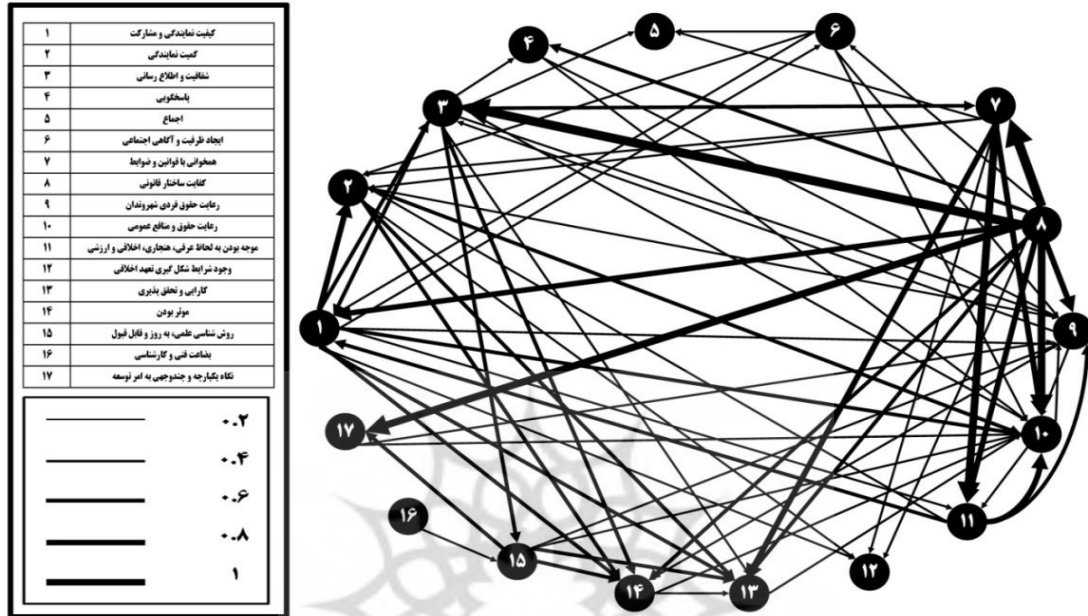 ۱ کیفیت نمایندگی و مشارکت
۲ کمیت نمایندگی
۳ شفافیت و اطلاع رسانی
۴ پاسخگویی
۵ اجماع
۶ ایجاد ظرفیت و آگاهی اجتماعی
۷ همخوانی با قوانین و ضوابط
۸ کفایت ساختار قانونی
۹ رعایت حقوق فردی شهروندان
۱۰ رعایت حقوق و منافع عمومی
۱۱ موجه بودن به لحاظ عرفی، هنجاری، اخلاقی و ارزشی
۱۲ وجود شرایط شکل گیری تعهد اخلاقی
۱۳ کارایی و تحقق پذیری
۱۴ موثر بودن
۱۵ روش شناسی علمی، به روز و قابل قبول
۱۶ بضاعت فنی و کارشناسی
۱۷ نگاه یکپارچه و چندوجهی به امر توسعه
۰.۲
۰.۴
۰.۶
۰.۸
۱
۱
۲
۳
۴
۵
۶
۷
۸
۹
۱۰
۱۱
۱۲
۱۳
۱۴
۱۵
۱۶
۱۷